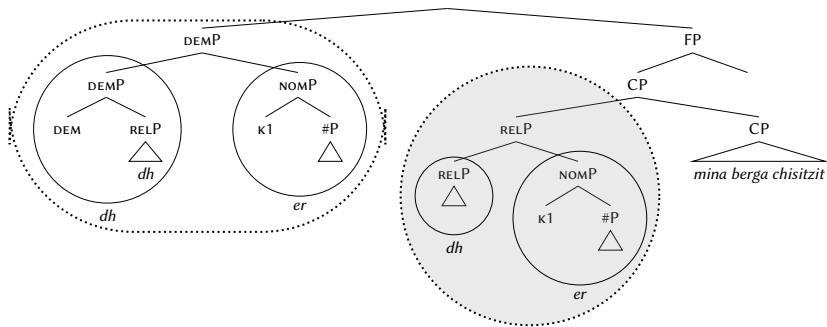 DEMP FP
DEMP NOMP CP
DEM RELP K1 #P RELP CP
dh RELP NOMP mina berga chisitzit
dh er K1 #P
dh
er